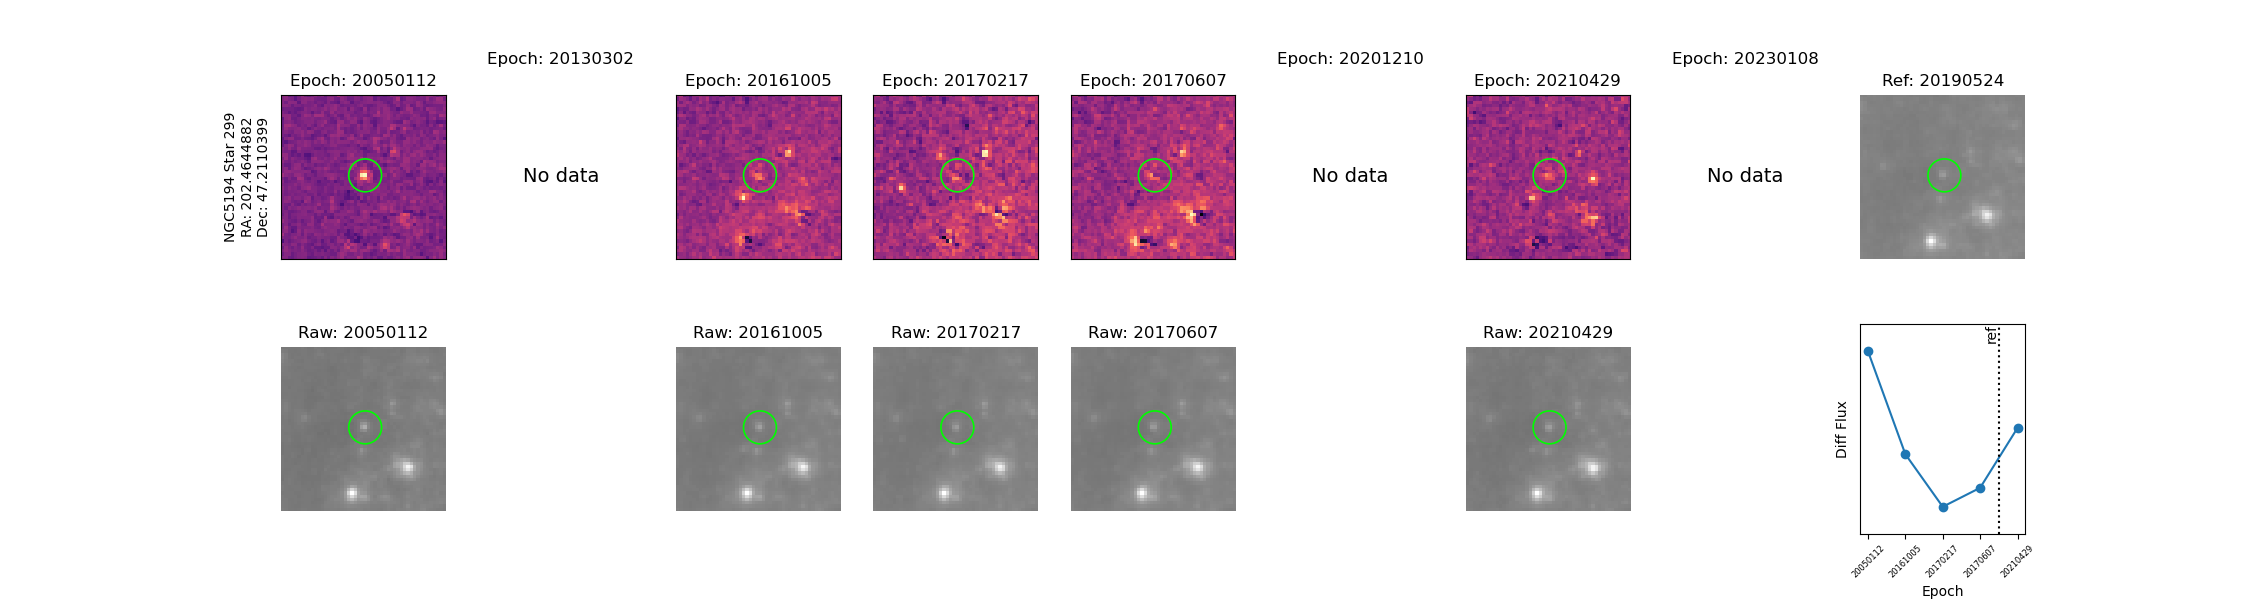 NGC5194 Star 299
RA: 202.4644882
Dec: 47.2110399
Epoch: 20050112
Epoch: 20130302
No data
Epoch: 20161005
Epoch: 20170217
Epoch: 20170607
Epoch: 20201210
No data
Epoch: 20210429
Epoch: 20230108
No data
Ref: 20190524
Raw: 20050112
Raw: 20161005
Raw: 20170217
Raw: 20170607
Raw: 20210429
Diff Flux
ref
20050112
20161005
20170217
20170607
20210429
Epoch